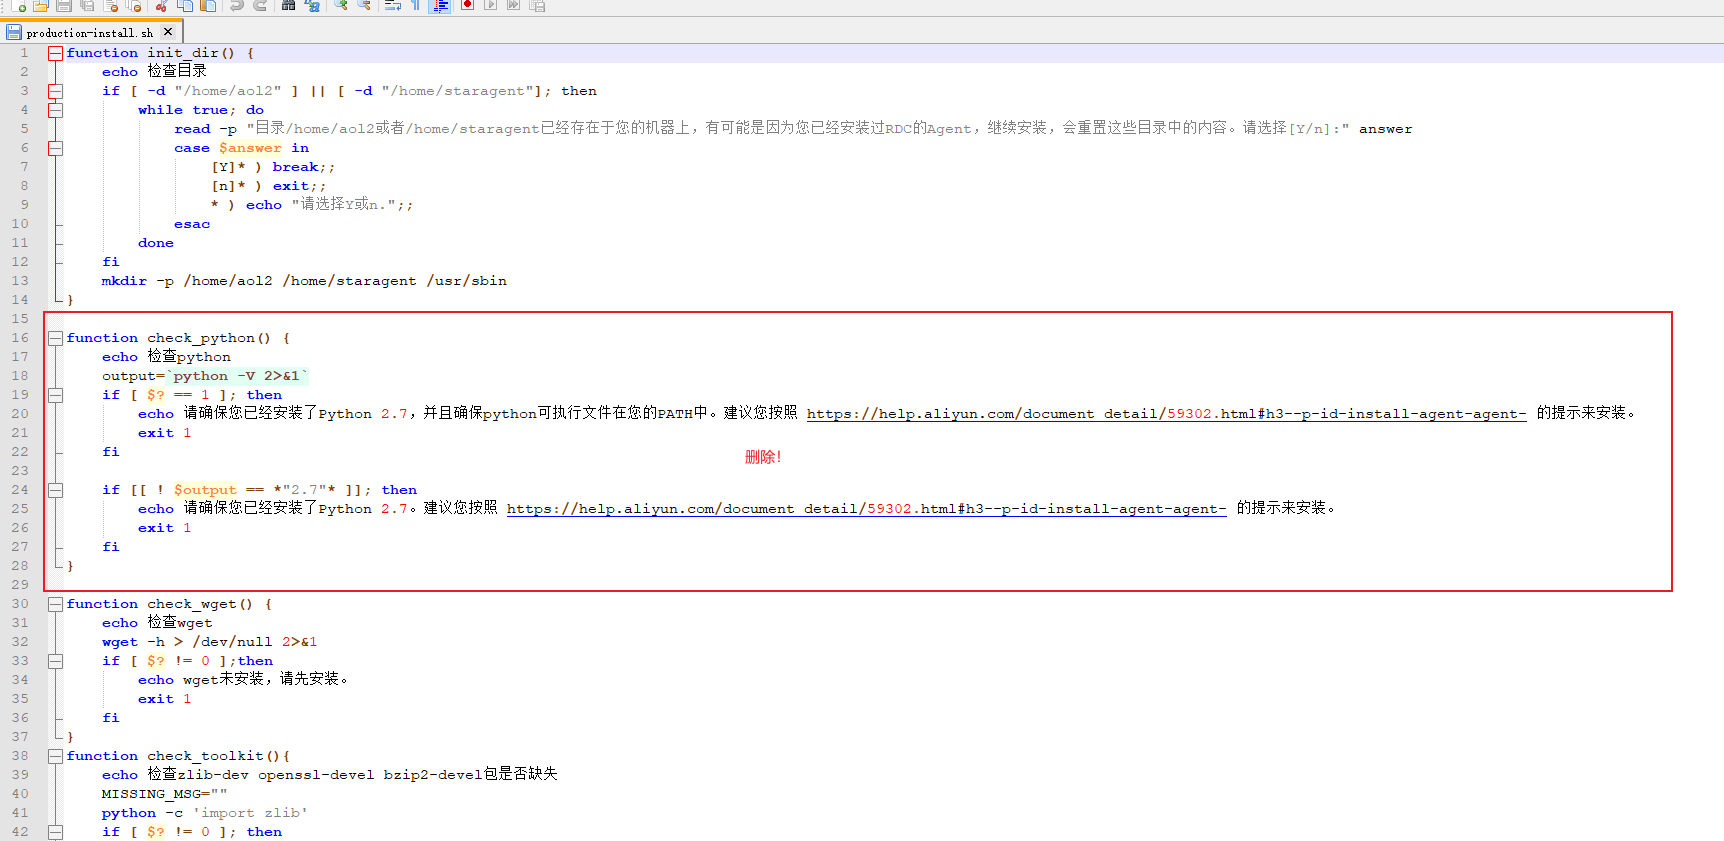 production-install.sh
1 function init_dir() {
2 echo 检查目录
3 if [ -d "/home/aol2" ] || [ -d "/home/staragent"]; then
4 while true; do
5 read -p "目录/home/aol2或者/home/staragent已经存在于您的机器上，有可能是因为您已经安装过RDC的Agent，继续安装，会重置这些目录中的内容。请选择[Y/n]:" answer
6 case $answer in
7 [Y]* ) break;;
8 [n]* ) exit;;
9 * ) echo "请选择Y或n.";;
10 esac
11 done
12 fi
13 mkdir -p /home/aol2 /home/staragent /usr/sbin
14 }
15
16 function check_python() {
17 echo 检查python
18 output=`python -V 2>&1`
19 if [ $? == 1 ]; then
20 echo 请确保您已经安装了Python 2.7，并且确保python可执行文件在您的PATH中。建议您按照 https://help.aliyun.com/document_detail/59302.html#h3--p-id-install-agent-agent- 的提示来安装。
21 exit 1
22 fi
删除！
23
24 if [[ ! $output == *"2.7"* ]]; then
25 echo 请确保您已经安装了Python 2.7。建议您按照 https://help.aliyun.com/document_detail/59302.html#h3--p-id-install-agent-agent- 的提示来安装。
26 exit 1
27 fi
28 }
29
30 function check_wget() {
31 echo 检查wget
32 wget -h > /dev/null 2>&1
33 if [ $? != 0 ];then
34 echo wget未安装，请先安装。
35 exit 1
36 fi
37 }
38 function check_toolkit(){
39 echo 检查zlib-dev openssl-devel bzip2-devel包是否缺失
40 MISSING_MSG=""
41 python -c 'import zlib'
42 if [ $? != 0 ]; then